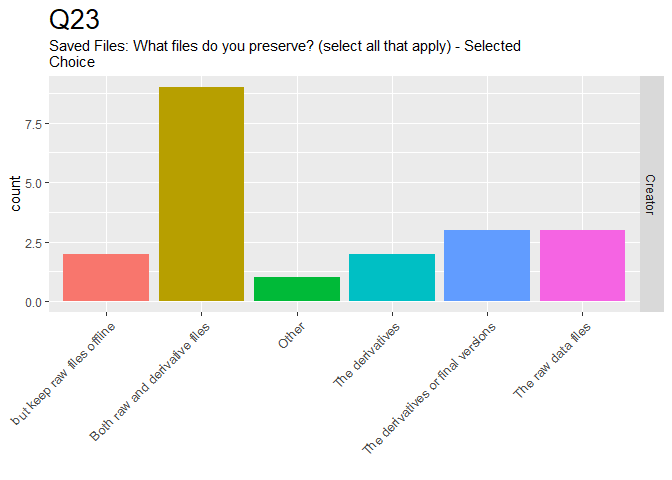 Q23
Saved Files: What files do you preserve? (select all that apply) - Selected
Choice
count
7.5
5.0
2.5
0.0
Creator
but keep raw files offline
Both raw and derivative files
Other
The derivatives
The derivatives or final versions
The raw data files